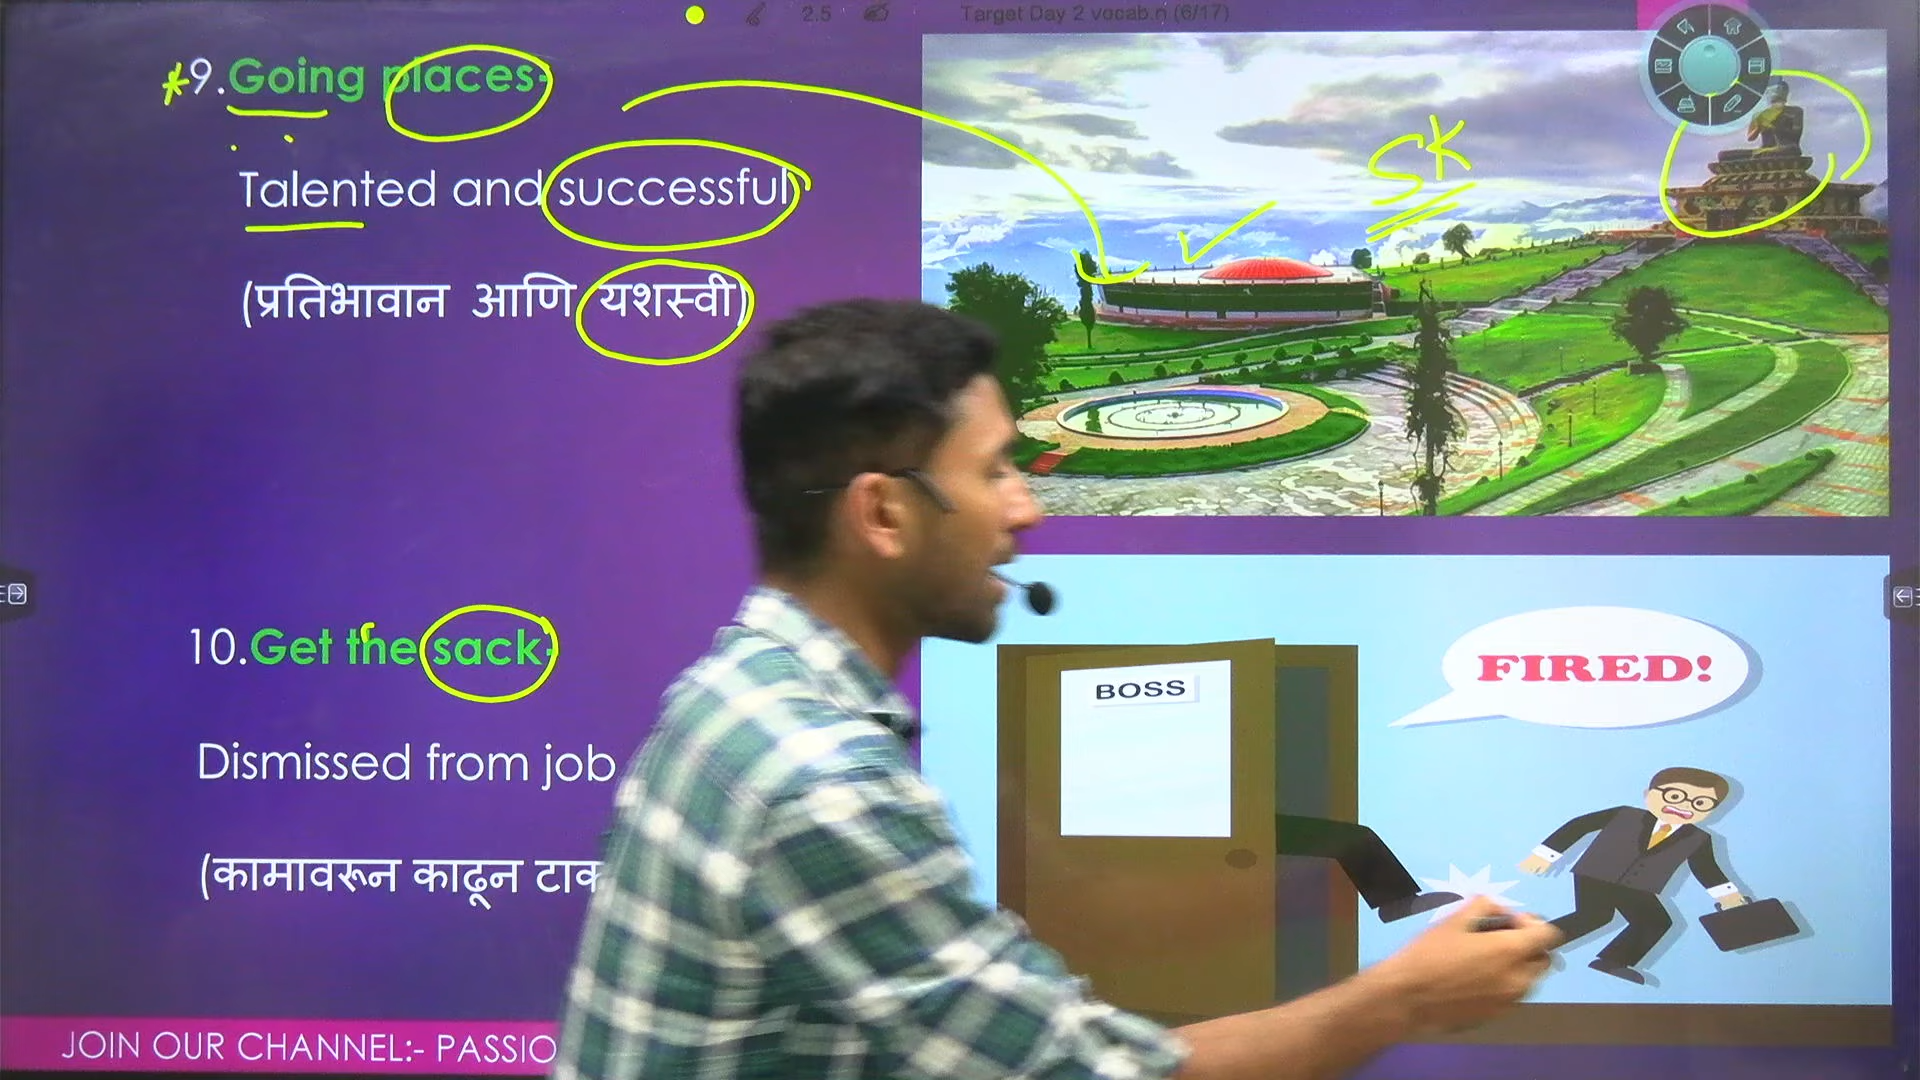 2.5
Target Day 2 vocab.n (6/17)
*9.Going places-
Talented and successful
(प्रतिभावान आणि यशस्वी)
SK
10.Get the sack-
Dismissed from job
(कामावरून काढून
BOSS
FIRED!
JOIN OUR CHANNEL:-